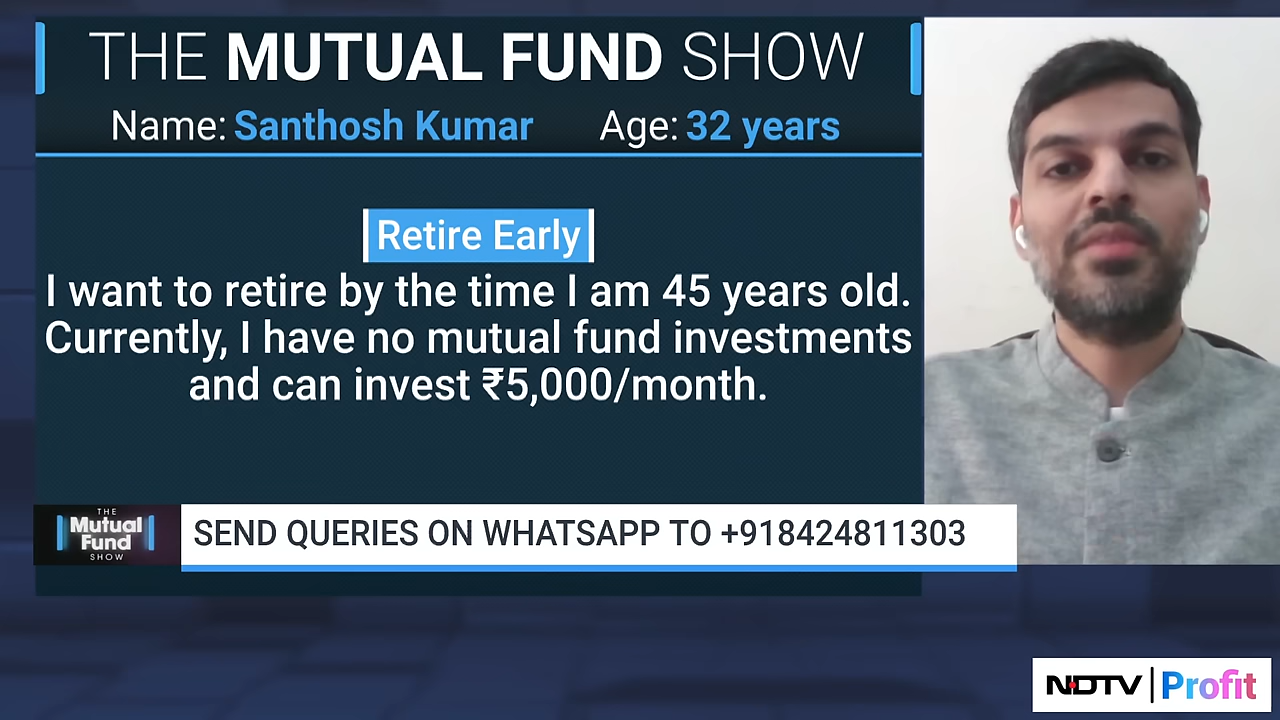 THE MUTUAL FUND SHOW
Name: Santhosh Kumar Age: 32 years
Retire Early
I want to retire by the time I am 45 years old.
Currently, I have no mutual fund investments
and can invest ₹5,000/month.
THE
Mutual
Fund
SHOW
SEND QUERIES ON WHATSAPP TO +918424811303
NDTV Profit